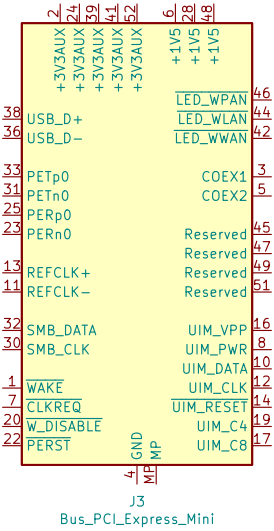 2 24 39 41 52 6 28 48
+3V3AUX +3V3AUX +3V3AUX +3V3AUX +3V3AUX +1V5 +1V5 +1V5
LED_WPAN 46
38 USB_D+ LED_WLAN 44
36 USB_D- LED_WWAN 42
33 PETp0 COEX1 3
31 PETn0 COEX2 5
25 PERp0
23 PERn0 Reserved 45
Reserved 47
13 REFCLK+ Reserved 49
11 REFCLK- Reserved 51
32 SMB_DATA UIM_VPP 16
30 SMB_CLK UIM_PWR 8
UIM_DATA 10
1 WAKE UIM_CLK 12
7 CLKREQ UIM_RESET 14
20 W_DISABLE UIM_C4 19
22 PERST UIM_C8 17
GND MP
4 MP
J3
Bus_PCI_Express_Mini